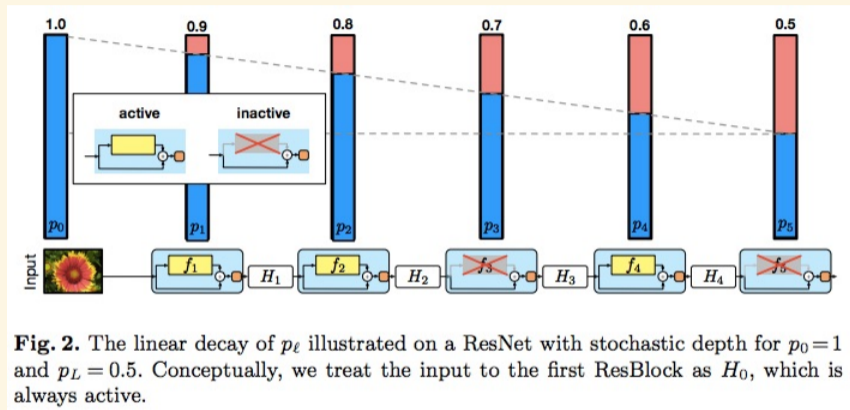 1.0 0.9 0.8 0.7 0.6 0.5
active inactive
p₀ p₁ p₂ p₃ p₄ p₅
Input f₁ H₁ f₂ H₂ f₃ H₃ f₄ H₄ f₅
Fig. 2. The linear decay of pℓ illustrated on a ResNet with stochastic depth for p₀=1
and p_L = 0.5. Conceptually, we treat the input to the first ResBlock as H₀, which is
always active.